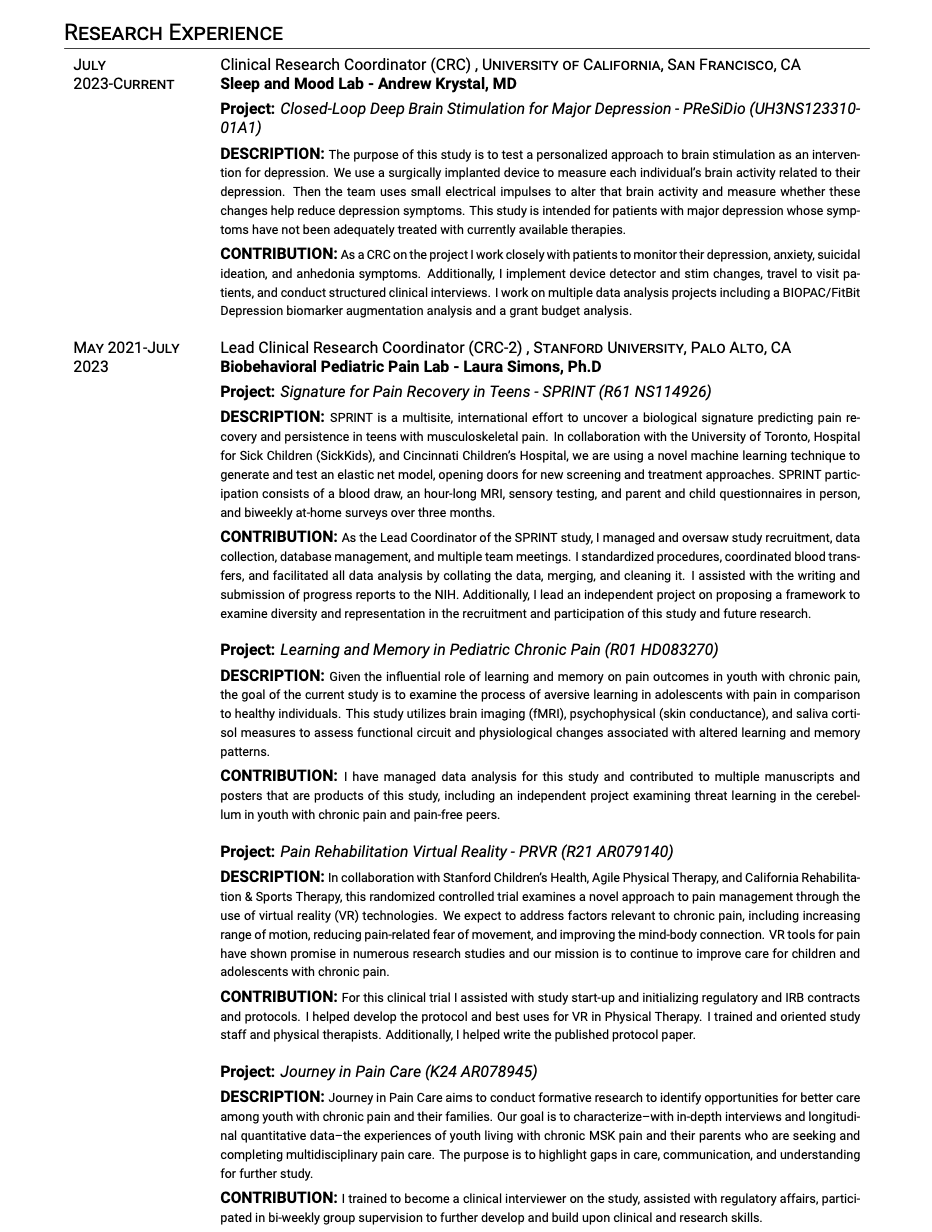 RESEARCH EXPERIENCE
JULY 2023-CURRENT
Clinical Research Coordinator (CRC) , UNIVERSITY OF CALIFORNIA, SAN FRANCISCO, CA
Sleep and Mood Lab - Andrew Krystal, MD
Project: Closed-Loop Deep Brain Stimulation for Major Depression - PReSiDio (UH3NS123310-
01A1)
DESCRIPTION: The purpose of this study is to test a personalized approach to brain stimulation as an interven-
tion for depression. We use a surgically implanted device to measure each individual's brain activity related to their
depression. Then the team uses small electrical impulses to alter that brain activity and measure whether these
changes help reduce depression symptoms. This study is intended for patients with major depression whose symp-
toms have not been adequately treated with currently available therapies.
CONTRIBUTION: As a CRC on the project I work closely with patients to monitor their depression, anxiety, suicidal
ideation, and anhedonia symptoms. Additionally, I implement device detector and stim changes, travel to visit pa-
tients, and conduct structured clinical interviews. I work on multiple data analysis projects including a BIOPAC/FitBit
Depression biomarker augmentation analysis and a grant budget analysis.
MAY 2021-JULY 2023
Lead Clinical Research Coordinator (CRC-2) , STANFORD UNIVERSITY, PALO ALTO, CA
Biobehavioral Pediatric Pain Lab - Laura Simons, Ph.D
Project: Signature for Pain Recovery in Teens - SPRINT (R61 NS114926)
DESCRIPTION: SPRINT is a multisite, international effort to uncover a biological signature predicting pain re-
covery and persistence in teens with musculoskeletal pain. In collaboration with the University of Toronto, Hospital
for Sick Children (SickKids), and Cincinnati Children's Hospital, we are using a novel machine learning technique to
generate and test an elastic net model, opening doors for new screening and treatment approaches. SPRINT partic-
ipation consists of a blood draw, an hour-long MRI, sensory testing, and parent and child questionnaires in person,
and biweekly at-home surveys over three months.
CONTRIBUTION: As the Lead Coordinator of the SPRINT study, I managed and oversaw study recruitment, data
collection, database management, and multiple team meetings. I standardized procedures, coordinated blood trans-
fers, and facilitated all data analysis by collating the data, merging, and cleaning it. I assisted with the writing and
submission of progress reports to the NIH. Additionally, I lead an independent project on proposing a framework to
examine diversity and representation in the recruitment and participation of this study and future research.
Project: Learning and Memory in Pediatric Chronic Pain (R01 HD083270)
DESCRIPTION: Given the influential role of learning and memory on pain outcomes in youth with chronic pain,
the goal of the current study is to examine the process of aversive learning in adolescents with pain in comparison
to healthy individuals. This study utilizes brain imaging (fMRI), psychophysical (skin conductance), and saliva corti-
sol measures to assess functional circuit and physiological changes associated with altered learning and memory
patterns.
CONTRIBUTION: I have managed data analysis for this study and contributed to multiple manuscripts and
posters that are products of this study, including an independent project examining threat learning in the cerebel-
lum in youth with chronic pain and pain-free peers.
Project: Pain Rehabilitation Virtual Reality - PRVR (R21 AR079140)
DESCRIPTION: In collaboration with Stanford Children's Health, Agile Physical Therapy, and California Rehabilita-
tion & Sports Therapy, this randomized controlled trial examines a novel approach to pain management through the
use of virtual reality (VR) technologies. We expect to address factors relevant to chronic pain, including increasing
range of motion, reducing pain-related fear of movement, and improving the mind-body connection. VR tools for pain
have shown promise in numerous research studies and our mission is to continue to improve care for children and
adolescents with chronic pain.
CONTRIBUTION: For this clinical trial I assisted with study start-up and initializing regulatory and IRB contracts
and protocols. I helped develop the protocol and best uses for VR in Physical Therapy. I trained and oriented study
staff and physical therapists. Additionally, I helped write the published protocol paper.
Project: Journey in Pain Care (K24 AR078945)
DESCRIPTION: Journey in Pain Care aims to conduct formative research to identify opportunities for better care
among youth with chronic pain and their families. Our goal is to characterize–with in-depth interviews and longitudi-
nal quantitative data–the experiences of youth living with chronic MSK pain and their parents who are seeking and
completing multidisciplinary pain care. The purpose is to highlight gaps in care, communication, and understanding
for further study.
CONTRIBUTION: I trained to become a clinical interviewer on the study, assisted with regulatory affairs, partici-
pated in bi-weekly group supervision to further develop and build upon clinical and research skills.